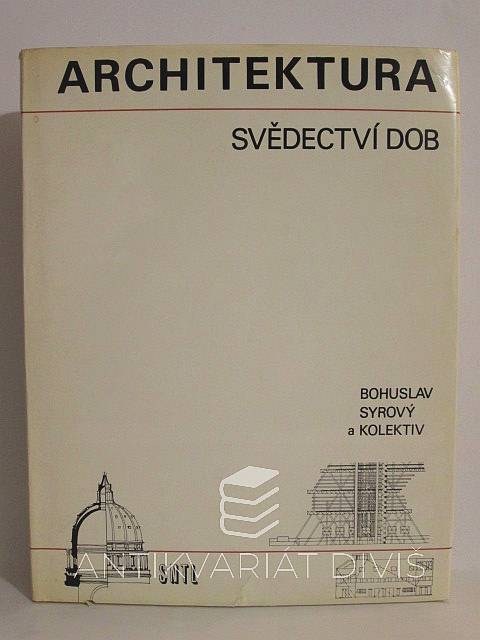 ARCHITEKTURA
SVĚDECTVÍ DOB
BOHUSLAV
SYROVÝ
a KOLEKTIV
ANTIKVARIÁT DIVIŠ
SNTL